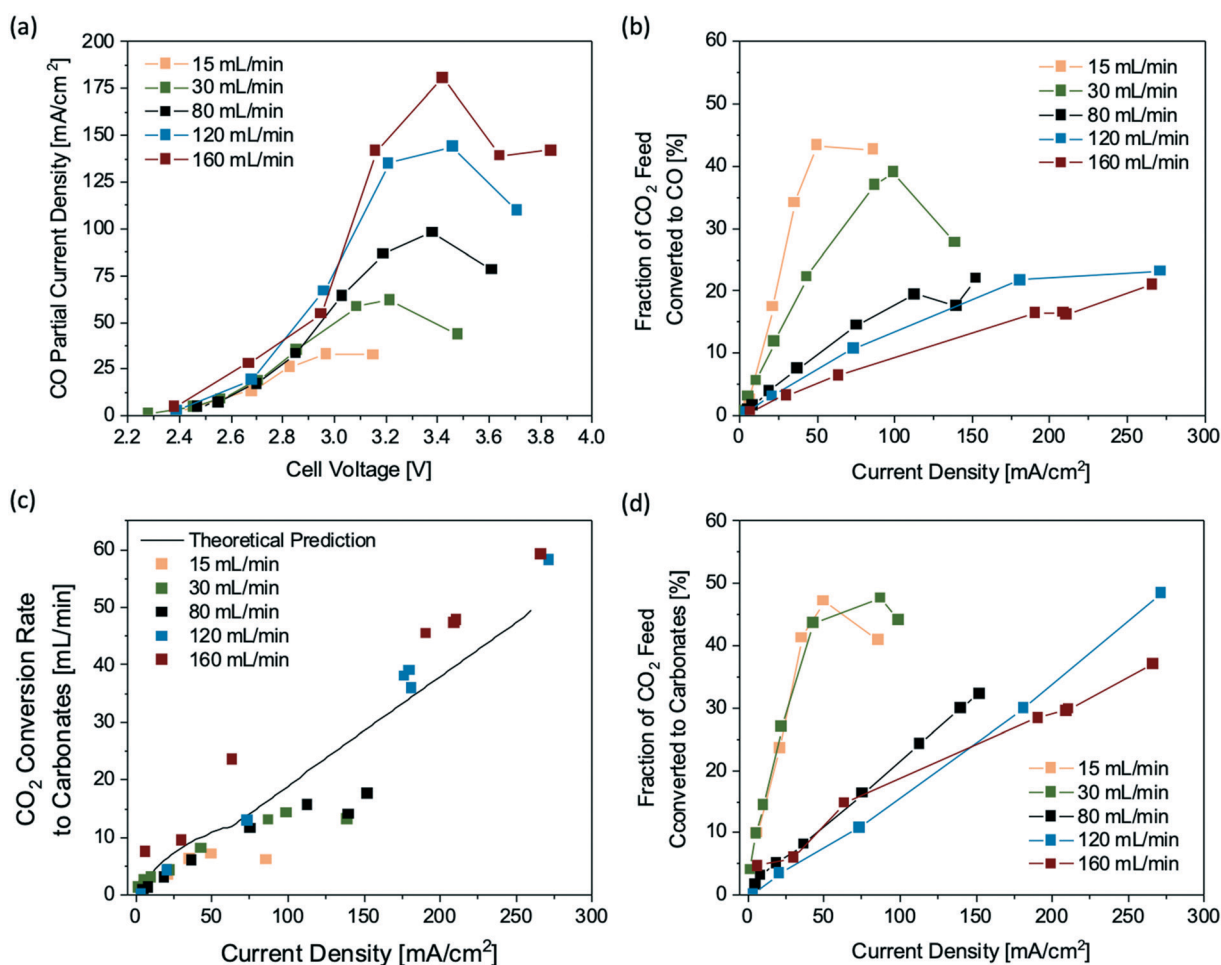 (a)
CO Partial Current Density [mA/cm²]
200
175
150
125
100
75
50
25
0
15 mL/min
30 mL/min
80 mL/min
120 mL/min
160 mL/min
2.2 2.4 2.6 2.8 3.0 3.2 3.4 3.6 3.8 4.0
Cell Voltage [V]
(b)
Fraction of CO₂ Feed
Converted to CO [%]
60
50
40
30
20
10
0
15 mL/min
30 mL/min
80 mL/min
120 mL/min
160 mL/min
0 50 100 150 200 250 300
Current Density [mA/cm²]
(c)
CO₂ Conversion Rate
to Carbonates [mL/min]
60
50
40
30
20
10
0
Theoretical Prediction
15 mL/min
30 mL/min
80 mL/min
120 mL/min
160 mL/min
0 50 100 150 200 250 300
Current Density [mA/cm²]
(d)
Fraction of CO₂ Feed
Cconverted to Carbonates [%]
60
50
40
30
20
10
0
15 mL/min
30 mL/min
80 mL/min
120 mL/min
160 mL/min
0 50 100 150 200 250 300
Current Density [mA/cm²]